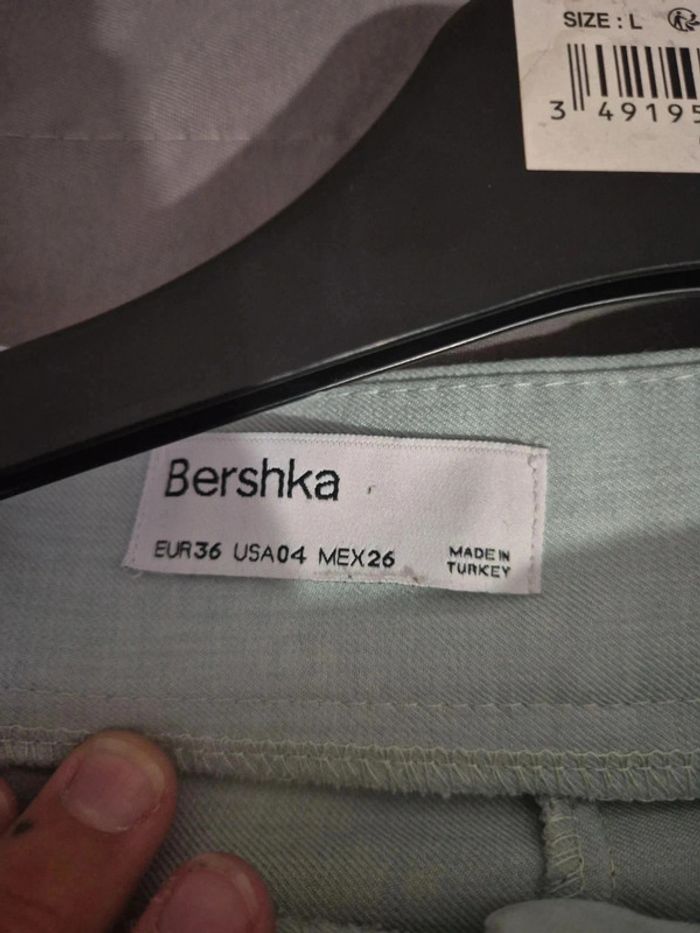 SIZE : L
3 49195
Bershka
EUR36 USA04 MEX26
MADE IN
TURKEY